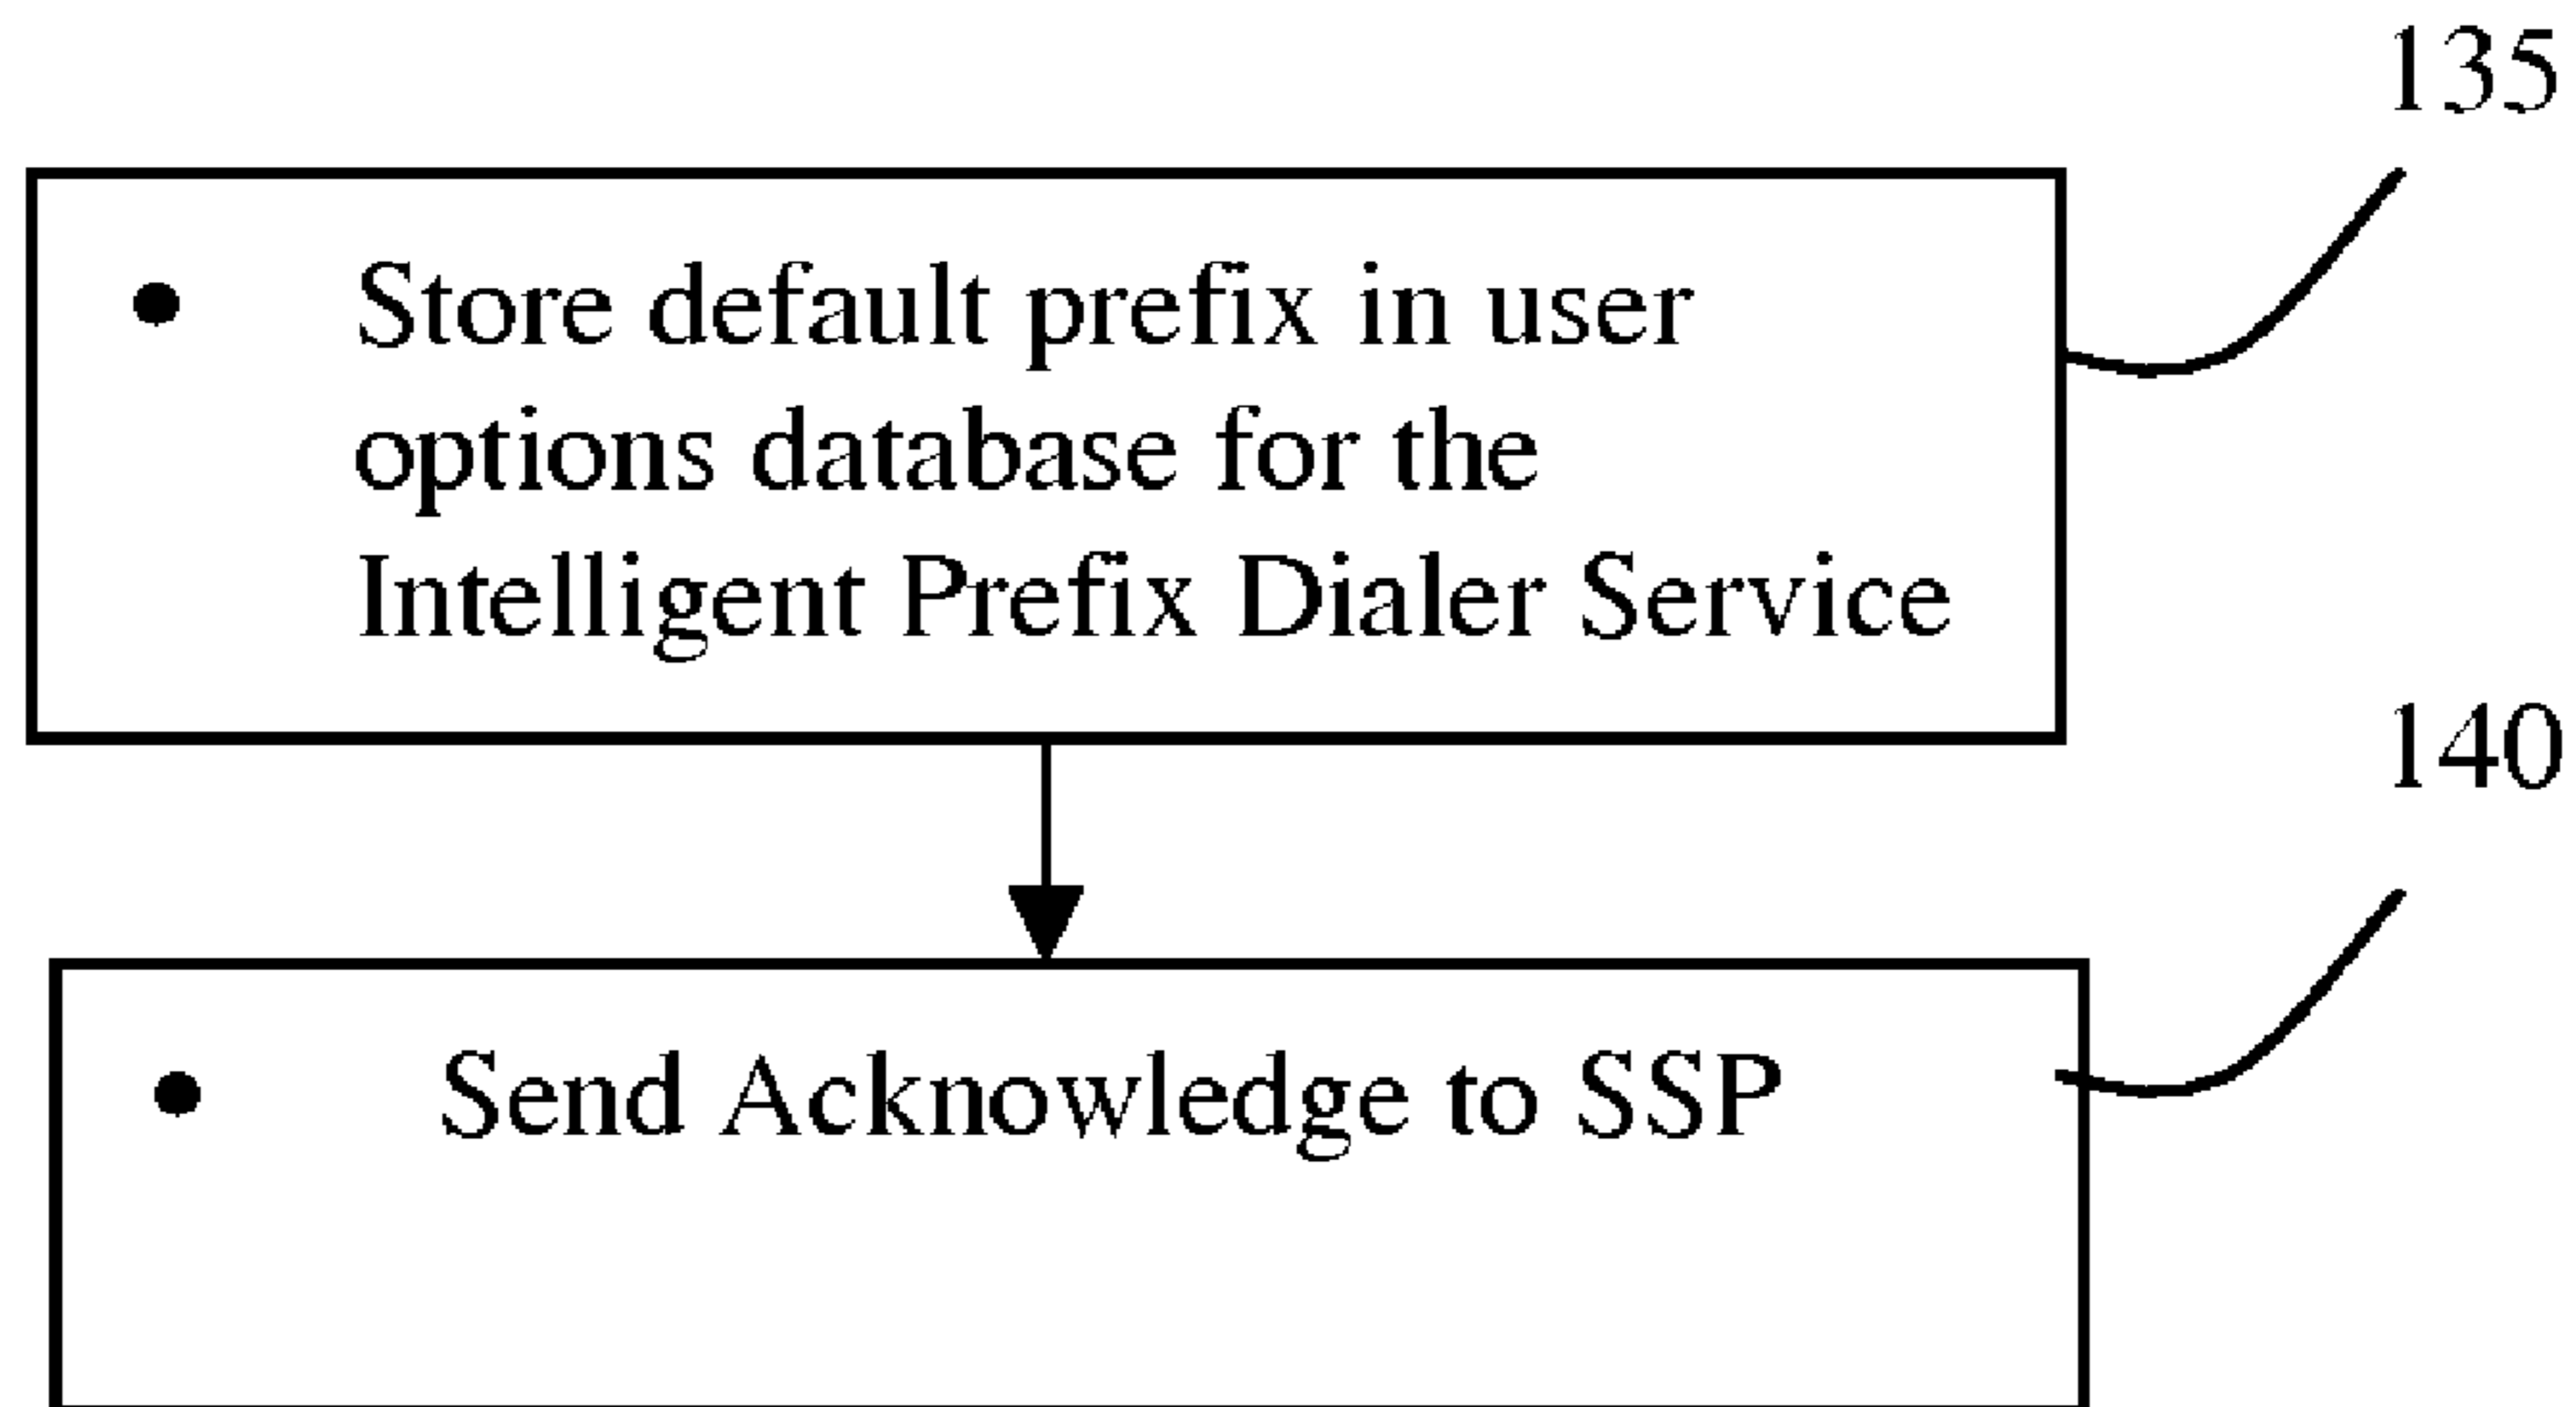 135
• Store default prefix in user
options database for the
Intelligent Prefix Dialer Service
140
• Send Acknowledge to SSP